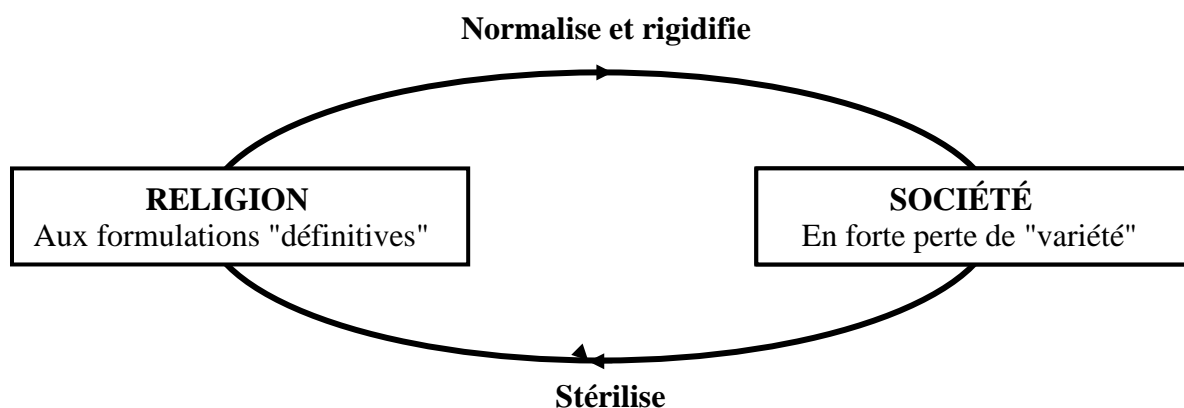 Normalise et rigidifie
RELIGION
Aux formulations "définitives"
SOCIÉTÉ
En forte perte de "variété"
Stérilise